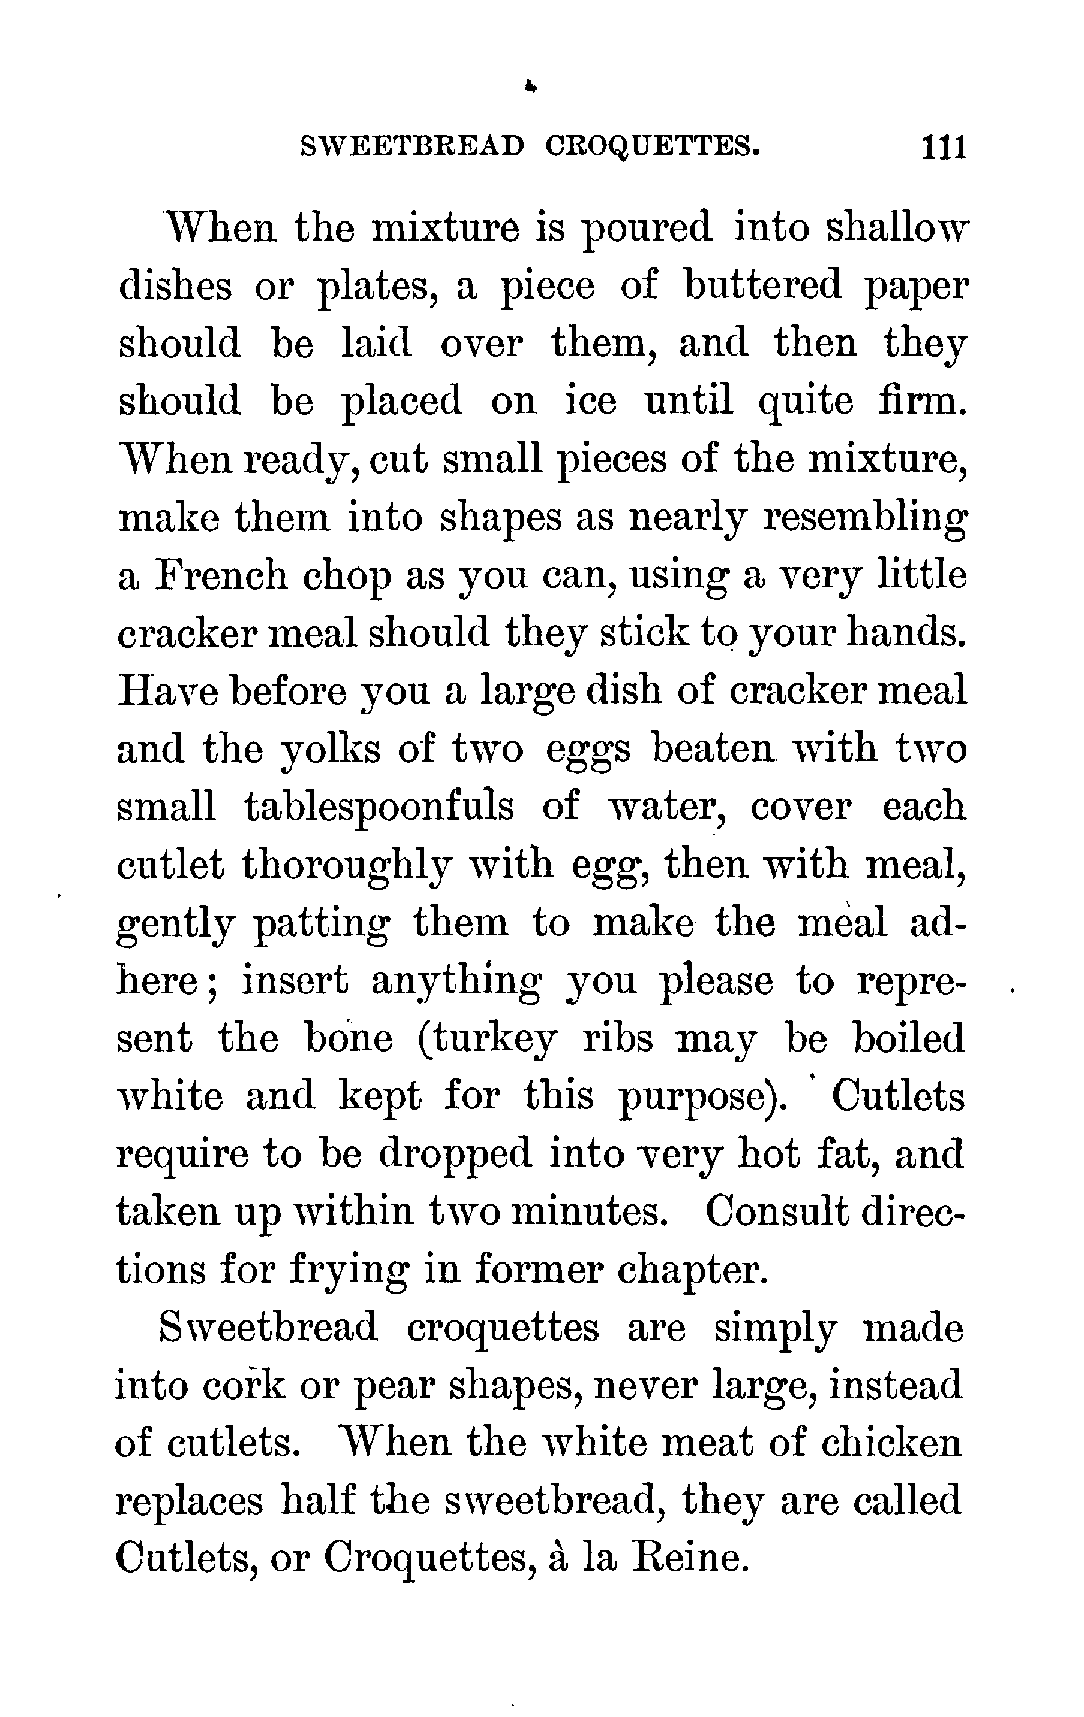 SWEETBREAD CROQUETTES. 111
When the mixture is poured into shallow
dishes or plates, a piece of buttered paper
should be laid over them, and then they
should be placed on ice until quite firm.
When ready, cut small pieces of the mixture,
make them into shapes as nearly resembling
a French chop as you can, using a very little
cracker meal should they stick to your hands.
Have before you a large dish of cracker meal
and the yolks of two eggs beaten with two
small tablespoonfuls of water, cover each
cutlet thoroughly with egg, then with meal,
gently patting them to make the meal ad-
here; insert anything you please to repre-
sent the bone (turkey ribs may be boiled
white and kept for this purpose). Cutlets
require to be dropped into very hot fat, and
taken up within two minutes. Consult direc-
tions for frying in former chapter.
Sweetbread croquettes are simply made
into cork or pear shapes, never large, instead
of cutlets. When the white meat of chicken
replaces half the sweetbread, they are called
Cutlets, or Croquettes, à la Reine.